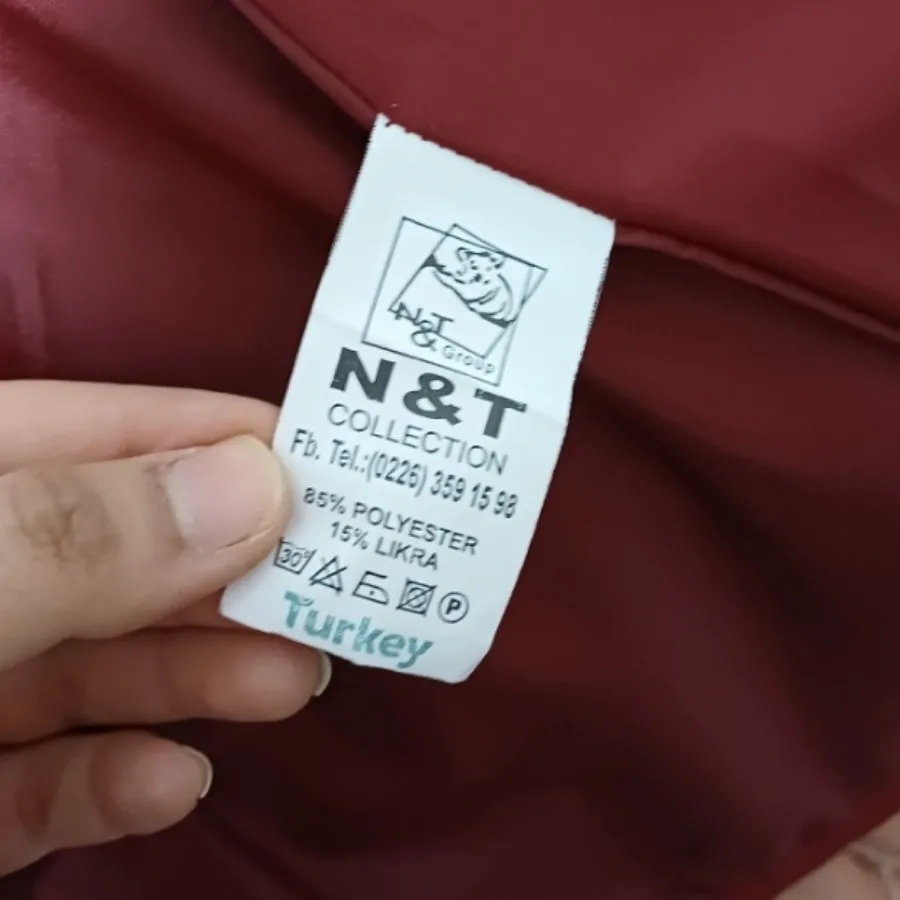 N&T
& Group
N & T
COLLECTION
Fb. Tel.:(0226) 359 15 98
85% POLYESTER
15% LIKRA
30° P
Turkey